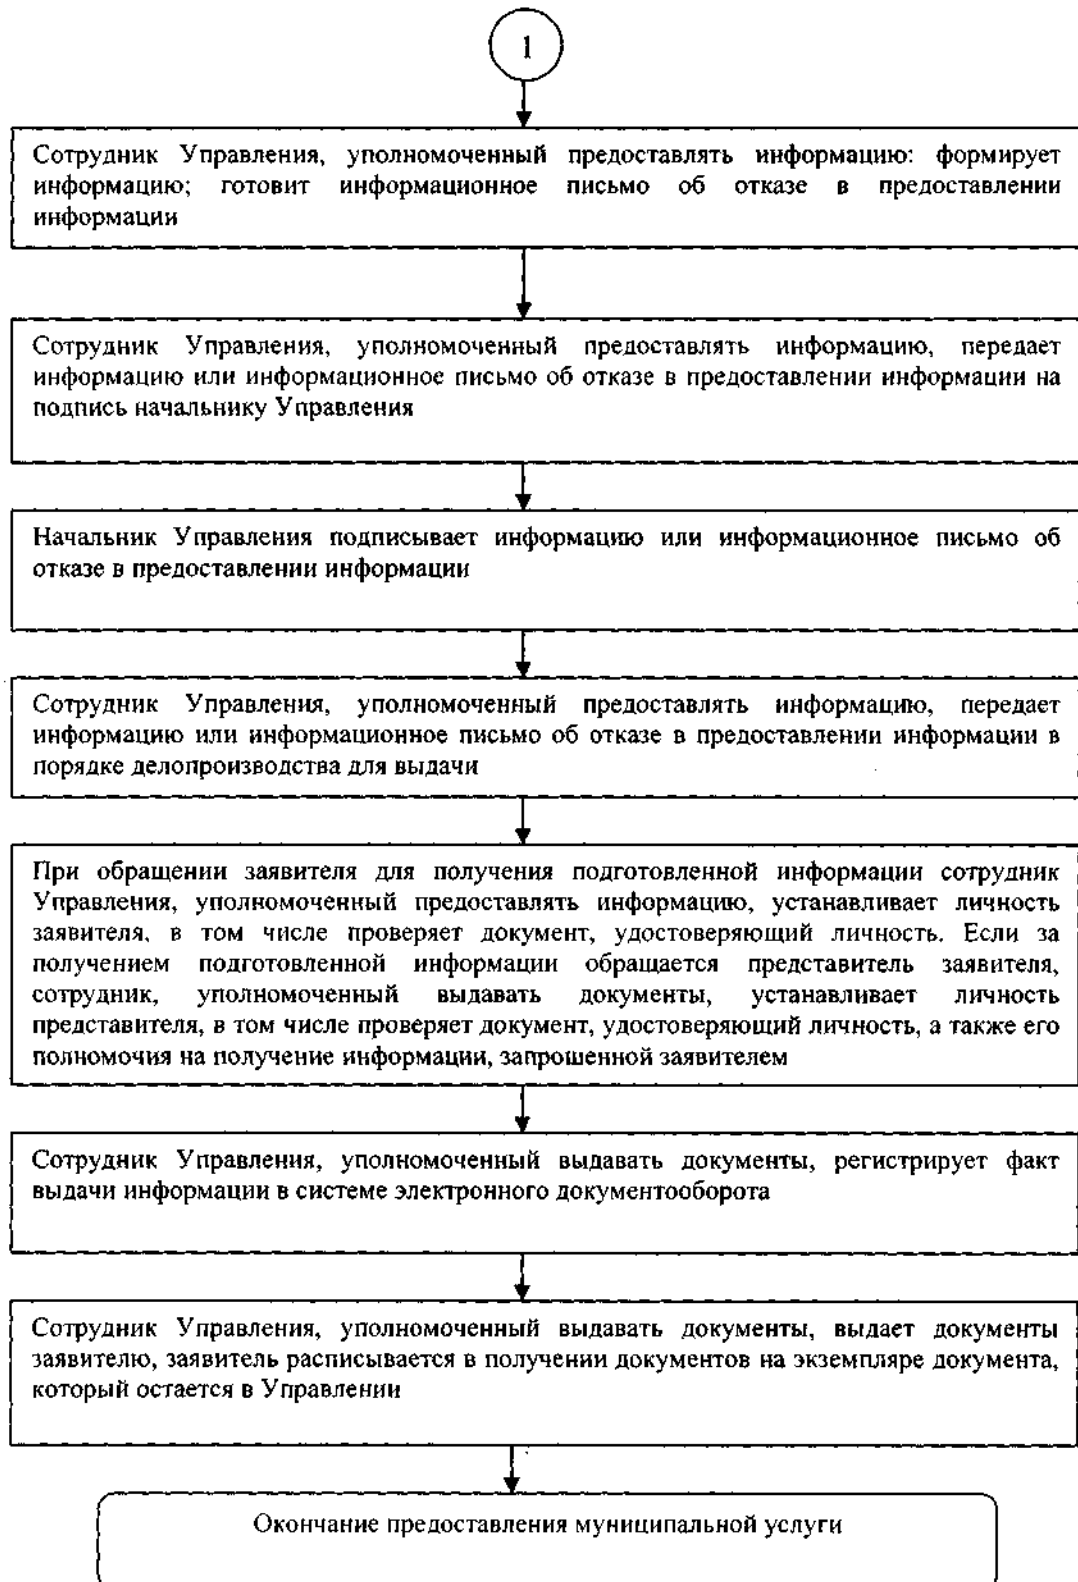 1
Сотрудник Управления, уполномоченный предоставлять информацию: формирует
информацию; готовит информационное письмо об отказе в предоставлении
информации
Сотрудник Управления, уполномоченный предоставлять информацию, передает
информацию или информационное письмо об отказе в предоставлении информации на
подпись начальнику Управления
Начальник Управления подписывает информацию или информационное письмо об
отказе в предоставлении информации
Сотрудник Управления, уполномоченный предоставлять информацию, передает
информацию или информационное письмо об отказе в предоставлении информации в
порядке делопроизводства для выдачи
При обращении заявителя для получения подготовленной информации сотрудник
Управления, уполномоченный предоставлять информацию, устанавливает личность
заявителя, в том числе проверяет документ, удостоверяющий личность. Если за
получением подготовленной информации обращается представитель заявителя,
сотрудник, уполномоченный выдавать документы, устанавливает личность
представителя, в том числе проверяет документ, удостоверяющий личность, а также его
полномочия на получение информации, запрошенной заявителем
Сотрудник Управления, уполномоченный выдавать документы, регистрирует факт
выдачи информации в системе электронного документооборота
Сотрудник Управления, уполномоченный выдавать документы, выдает документы
заявителю, заявитель расписывается в получении документов на экземпляре документа,
который остается в Управлении
Окончание предоставления муниципальной услуги